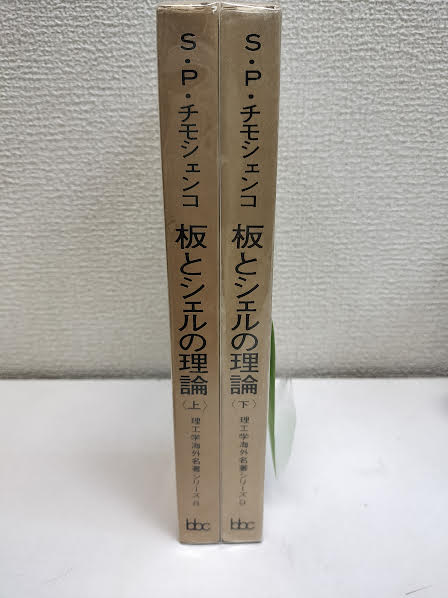 S・P・チモシェンコ
板とシェルの理論
〈上〉
理工学海外名著シリーズ8
bbc
S・P・チモシェンコ
板とシェルの理論
〈下〉
理工学海外名著シリーズ9
bbc